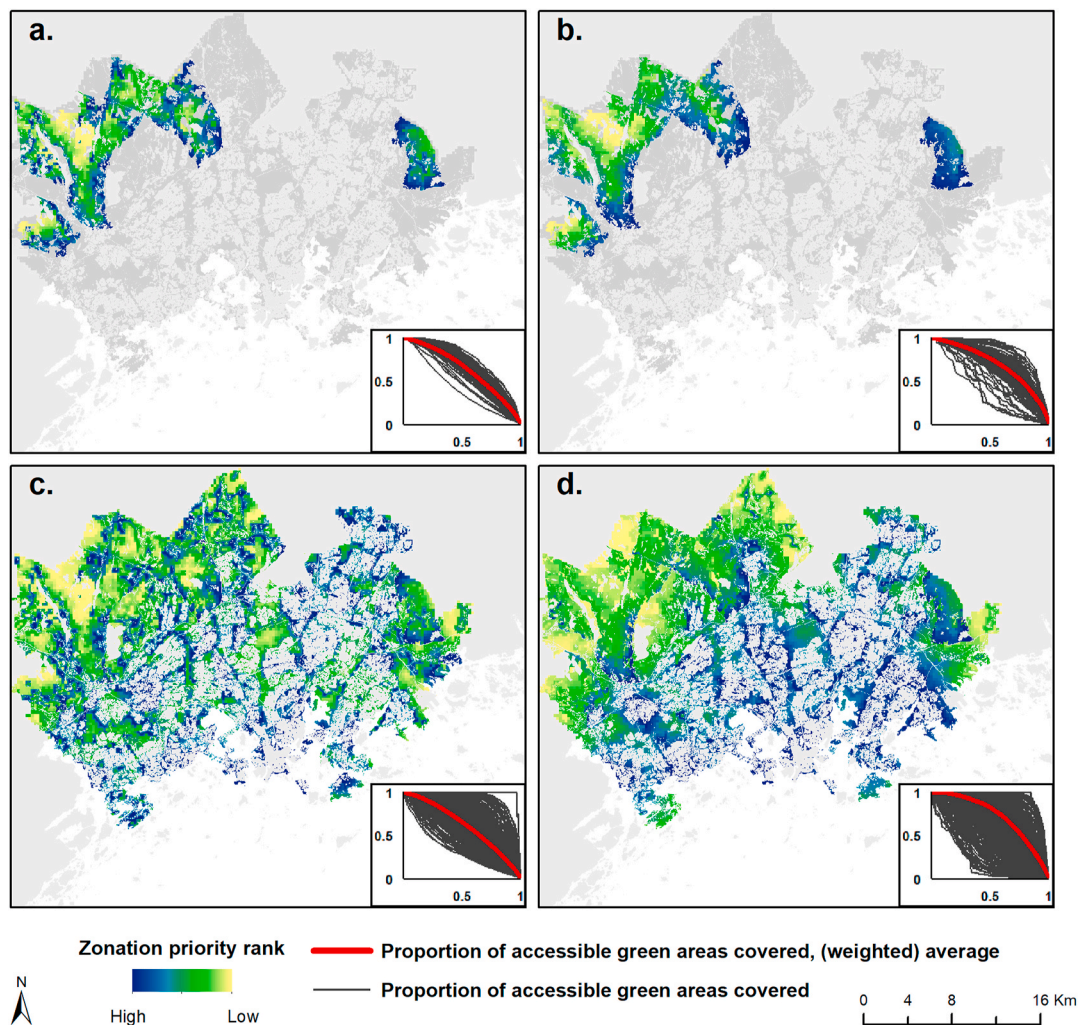 a.
1
0.5
0
0.5 1
b.
1
0.5
0
0.5 1
c.
1
0.5
0
0.5 1
d.
1
0.5
0
0.5 1
Zonation priority rank
High Low
Proportion of accessible green areas covered, (weighted) average
Proportion of accessible green areas covered
N
0 4 8 16 Km